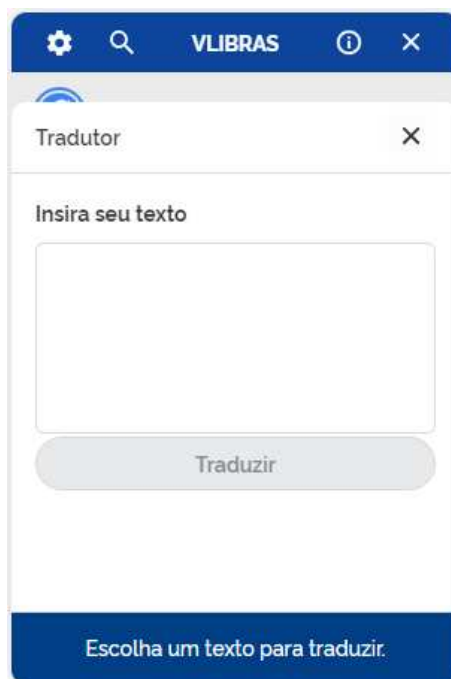 VLIBRAS
Tradutor
Insira seu texto
Traduzir
Escolha um texto para traduzir.